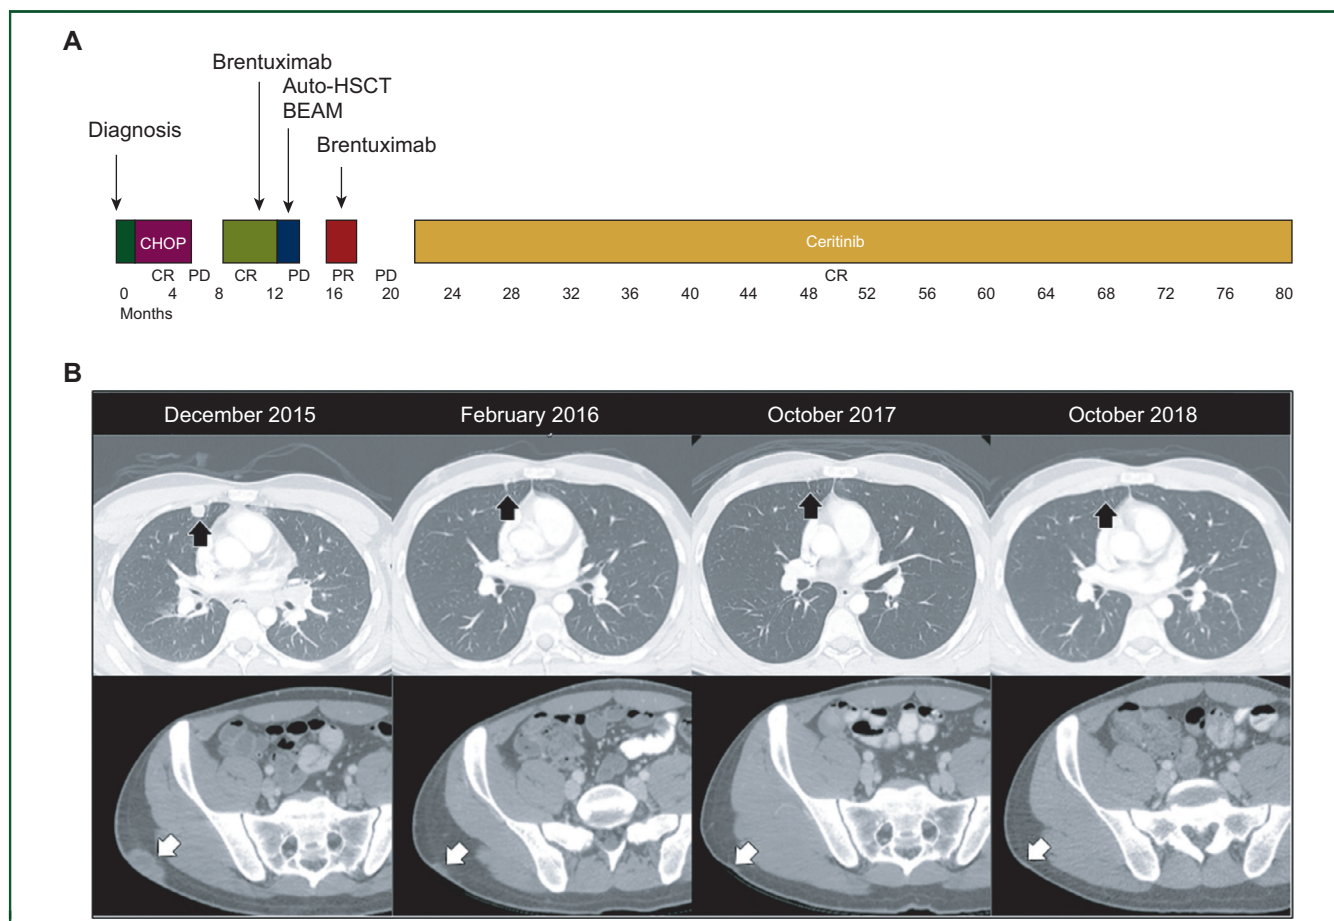 A
Brentuximab
Auto-HSCT
BEAM
Diagnosis
Brentuximab
CHOP
Ceritinib
CR PD CR PD PR PD CR
0 4 8 12 16 20 24 28 32 36 40 44 48 52 56 60 64 68 72 76 80
Months
B
December 2015 February 2016 October 2017 October 2018